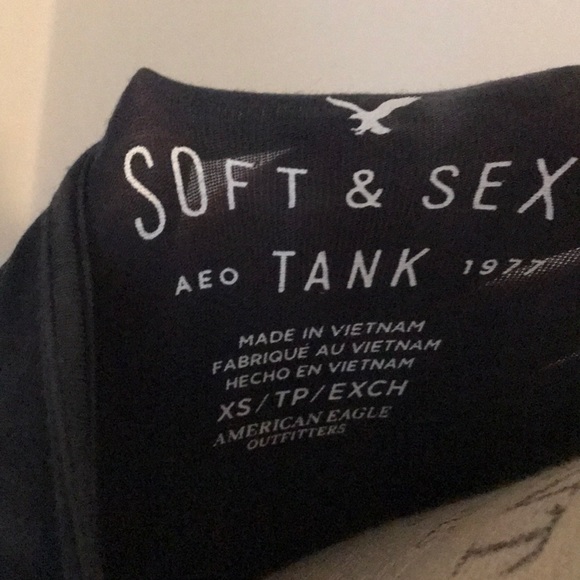 SOFT & SEX
AEO TANK 1977
MADE IN VIETNAM
FABRIQUÉ AU VIETNAM
HECHO EN VIETNAM
XS/TP/EXCH
AMERICAN EAGLE
OUTFITTERS